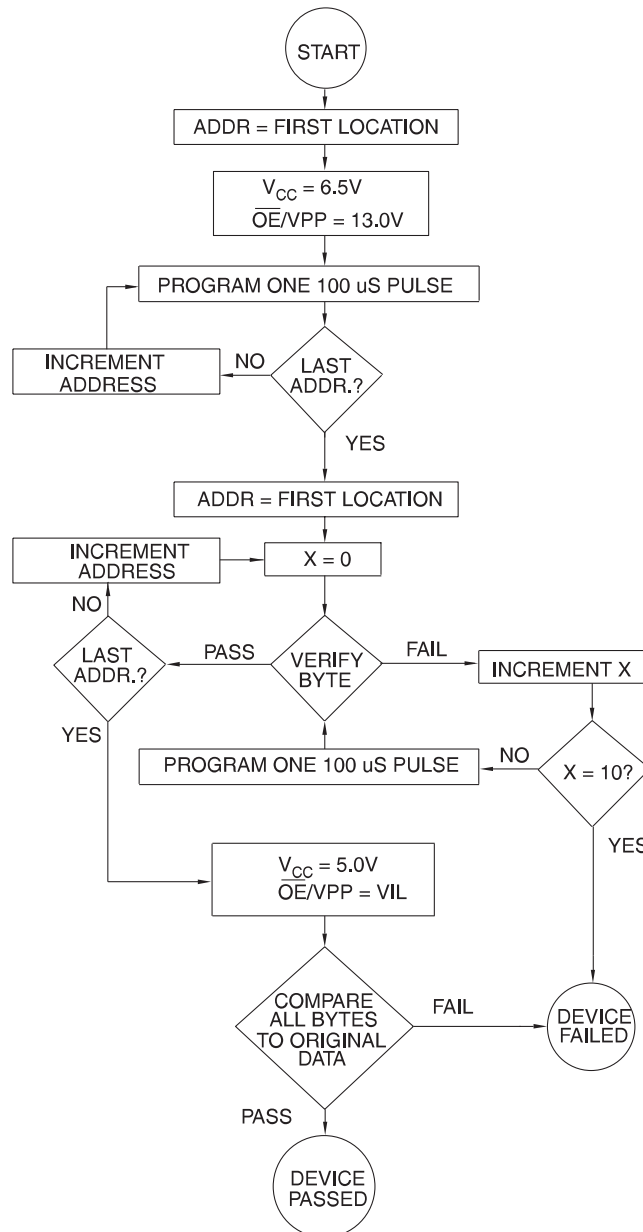 START
ADDR = FIRST LOCATION
VCC = 6.5V
OE/VPP = 13.0V
PROGRAM ONE 100 uS PULSE
INCREMENT
ADDRESS
NO
LAST
ADDR.?
YES
ADDR = FIRST LOCATION
INCREMENT
ADDRESS
X = 0
NO
LAST
ADDR.?
PASS
VERIFY
BYTE
FAIL
INCREMENT X
YES
PROGRAM ONE 100 uS PULSE
NO
X = 10?
YES
VCC = 5.0V
OE/VPP = VIL
COMPARE
ALL BYTES
TO ORIGINAL
DATA
FAIL
DEVICE
FAILED
PASS
DEVICE
PASSED